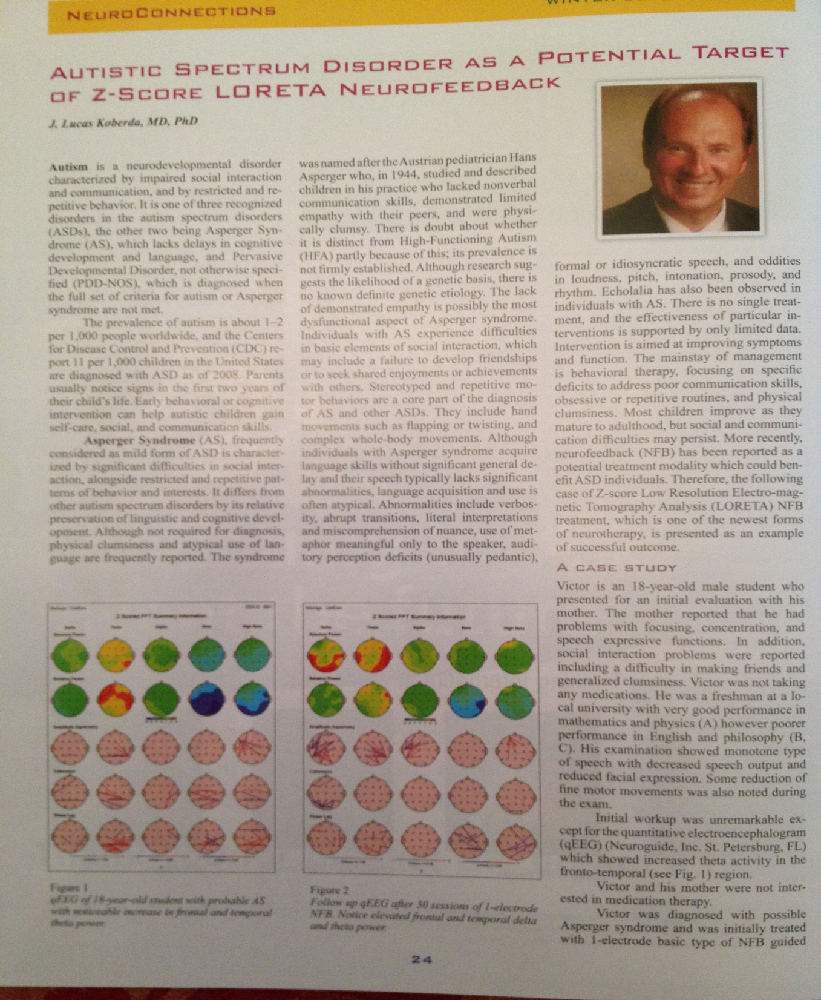 NEUROCONNECTIONS
AUTISTIC SPECTRUM DISORDER AS A POTENTIAL TARGET
OF Z-SCORE LORETA NEUROFEEDBACK
J. Lucas Koberda, MD, PhD
Autism is a neurodevelopmental disorder
characterized by impaired social interaction
and communication, and by restricted and re-
petitive behavior. It is one of three recognized
disorders in the autism spectrum disorders
(ASDs), the other two being Asperger Syn-
drome (AS), which lacks delays in cognitive
development and language, and Pervasive
Developmental Disorder, not otherwise speci-
fied (PDD-NOS), which is diagnosed when
the full set of criteria for autism or Asperger
syndrome are not met.
The prevalence of autism is about 1–2
per 1,000 people worldwide, and the Centers
for Disease Control and Prevention (CDC) re-
port 11 per 1,000 children in the United States
are diagnosed with ASD as of 2008. Parents
usually notice signs in the first two years of
their child's life. Early behavioral or cognitive
intervention can help autistic children gain
self-care, social, and communication skills.
Asperger Syndrome (AS), frequently
considered as mild form of ASD is character-
ized by significant difficulties in social inter-
action, alongside restricted and repetitive pat-
terns of behavior and interests. It differs from
other autism spectrum disorders by its relative
preservation of linguistic and cognitive devel-
opment. Although not required for diagnosis,
physical clumsiness and atypical use of lan-
guage are frequently reported. The syndrome
was named after the Austrian pediatrician Hans
Asperger who, in 1944, studied and described
children in his practice who lacked nonverbal
communication skills, demonstrated limited
empathy with their peers, and were physi-
cally clumsy. There is doubt about whether
it is distinct from High-Functioning Autism
(HFA) partly because of this; its prevalence is
not firmly established. Although research sug-
gests the likelihood of a genetic basis, there is
no known definite genetic etiology. The lack
of demonstrated empathy is possibly the most
dysfunctional aspect of Asperger syndrome.
Individuals with AS experience difficulties
in basic elements of social interaction, which
may include a failure to develop friendships
or to seek shared enjoyments or achievements
with others. Stereotyped and repetitive mo-
tor behaviors are a core part of the diagnosis
of AS and other ASDs. They include hand
movements such as flapping or twisting, and
complex whole-body movements. Although
individuals with Asperger syndrome acquire
language skills without significant general de-
lay and their speech typically lacks significant
abnormalities, language acquisition and use is
often atypical. Abnormalities include verbos-
ity, abrupt transitions, literal interpretations
and miscomprehension of nuance, use of met-
aphor meaningful only to the speaker, audi-
tory perception deficits (unusually pedantic),
formal or idiosyncratic speech, and oddities
in loudness, pitch, intonation, prosody, and
rhythm. Echolalia has also been observed in
individuals with AS. There is no single treat-
ment, and the effectiveness of particular in-
terventions is supported by only limited data.
Intervention is aimed at improving symptoms
and function. The mainstay of management
is behavioral therapy, focusing on specific
deficits to address poor communication skills,
obsessive or repetitive routines, and physical
clumsiness. Most children improve as they
mature to adulthood, but social and communi-
cation difficulties may persist. More recently,
neurofeedback (NFB) has been reported as a
potential treatment modality which could ben-
efit ASD individuals. Therefore, the following
case of Z-score Low Resolution Electro-mag-
netic Tomography Analysis (LORETA) NFB
treatment, which is one of the newest forms
of neurotherapy, is presented as an example
of successful outcome.
A CASE STUDY
Victor is an 18-year-old male student who
presented for an initial evaluation with his
mother. The mother reported that he had
problems with focusing, concentration, and
speech expressive functions. In addition,
social interaction problems were reported
including a difficulty in making friends and
generalized clumsiness. Victor was not taking
any medications. He was a freshman at a lo-
cal university with very good performance in
mathematics and physics (A) however poorer
performance in English and philosophy (B,
C). His examination showed monotone type
of speech with decreased speech output and
reduced facial expression. Some reduction of
fine motor movements was also noted during
the exam.
Initial workup was unremarkable ex-
cept for the quantitative electroencephalogram
(qEEG) (Neuroguide, Inc. St. Petersburg, FL)
which showed increased theta activity in the
fronto-temporal (see Fig. 1) region.
Victor and his mother were not inter-
ested in medication therapy.
Victor was diagnosed with possible
Asperger syndrome and was initially treated
with 1-electrode basic type of NFB guided
Z Scored FFT Summary Information
Delta Theta Alpha Beta High Beta
Absolute Power
Relative Power
Amplitude Asymmetry
Coherence
Phase Lag
Figure 1
qEEG of 18-year-old student with probable AS
with noticeable increase in frontal and temporal
theta power.
Z Scored FFT Summary Information
Delta Theta Alpha Beta High Beta
Absolute Power
Relative Power
Amplitude Asymmetry
Coherence
Phase Lag
Figure 2
Follow up qEEG after 30 sessions of 1-electrode
NFB. Notice elevated frontal and temporal delta
and theta power.
24